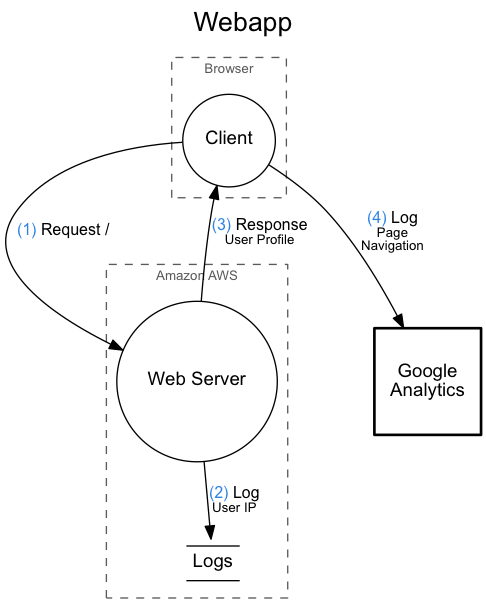 Webapp
Browser
Client
(1) Request /
(3) Response
User Profile
(4) Log
Page
Navigation
Amazon AWS
Web Server
Google
Analytics
(2) Log
User IP
Logs